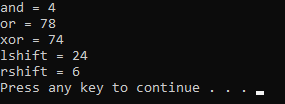 and = 4
or = 78
xor = 74
lshift = 24
rshift = 6
Press any key to continue . . .